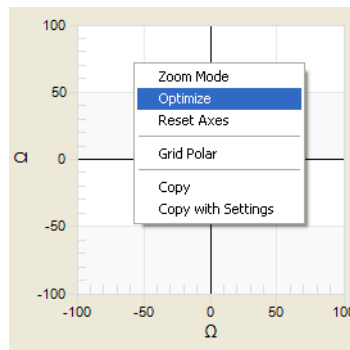 100
50
0
-50
-100
Ω
Zoom Mode
Optimize
Reset Axes
Grid Polar
Copy
Copy with Settings
-100 -50 0 50 100
Ω